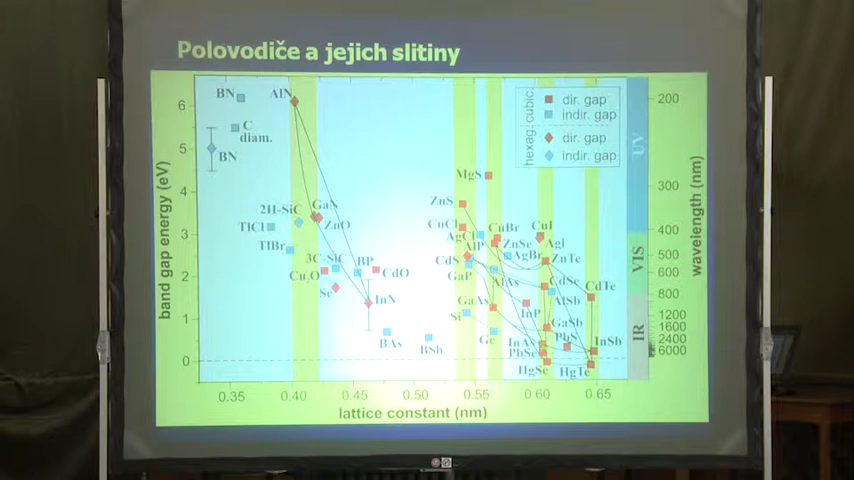 Polovodiče a jejich slitiny
band gap energy (eV)
6
5
4
3
2
1
0
0.35 0.40 0.45 0.50 0.55 0.60 0.65
lattice constant (nm)
wavelength (nm)
200
300
400
500
600
800
1200
1600
2400
6000
UV
VIS
IR
hexag. cubic.
dir. gap
indir. gap
dir. gap
indir. gap
BN
AlN
C
diam.
BN
MgS
ZnS
2H-SiC
GaN
ZnO
TlCl
TlBr
3C-SiC
BP
Cu₂O
CdO
Se
InN
BAs
BSb
CuCl
AgCl
CuBr
CuI
AgI
AlP
ZnSe
AgBr
ZnTe
CdS
GaP
AlAs
CdSe
CdTe
AlSb
GaAs
InP
Si
GaSb
Ge
InAs
PbS
InSb
PbSe
HgSe
HgTe